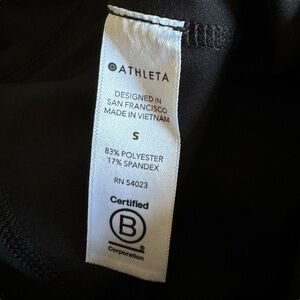 ATHLETA
DESIGNED IN
SAN FRANCISCO
MADE IN VIETNAM
S
83% POLYESTER
17% SPANDEX
RN 54023
Certified
B
Corporation